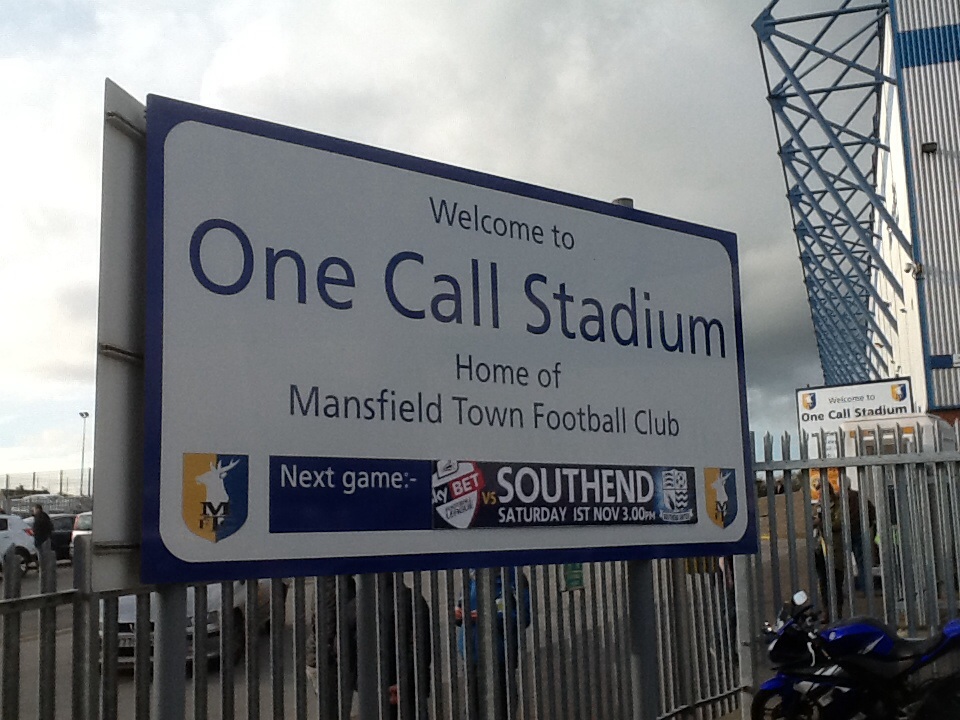 Welcome to
One Call Stadium
Home of
Mansfield Town Football Club
Next game:-
sky BET
LEAGUE
vs
SOUTHEND
SATURDAY 1ST NOV 3.00PM
M
Welcome to
One Call Stadium